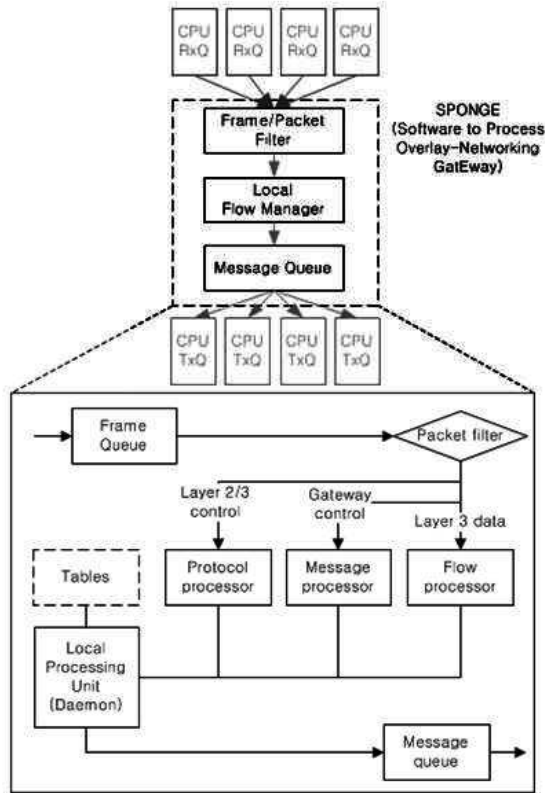 CPU
RxQ
CPU
RxQ
CPU
RxQ
CPU
RxQ
Frame/Packet
Filter
SPONGE
(Software to Process
Overlay-Networking
GatEway)
Local
Flow Manager
Message Queue
CPU
TxQ
CPU
TxQ
CPU
TxQ
CPU
TxQ
Frame
Queue
Packet filter
Layer 2/3
control
Gateway
control
Layer 3 data
Tables
Protocol
processor
Message
processor
Flow
processor
Local
Processing
Unit
(Daemon)
Message
queue